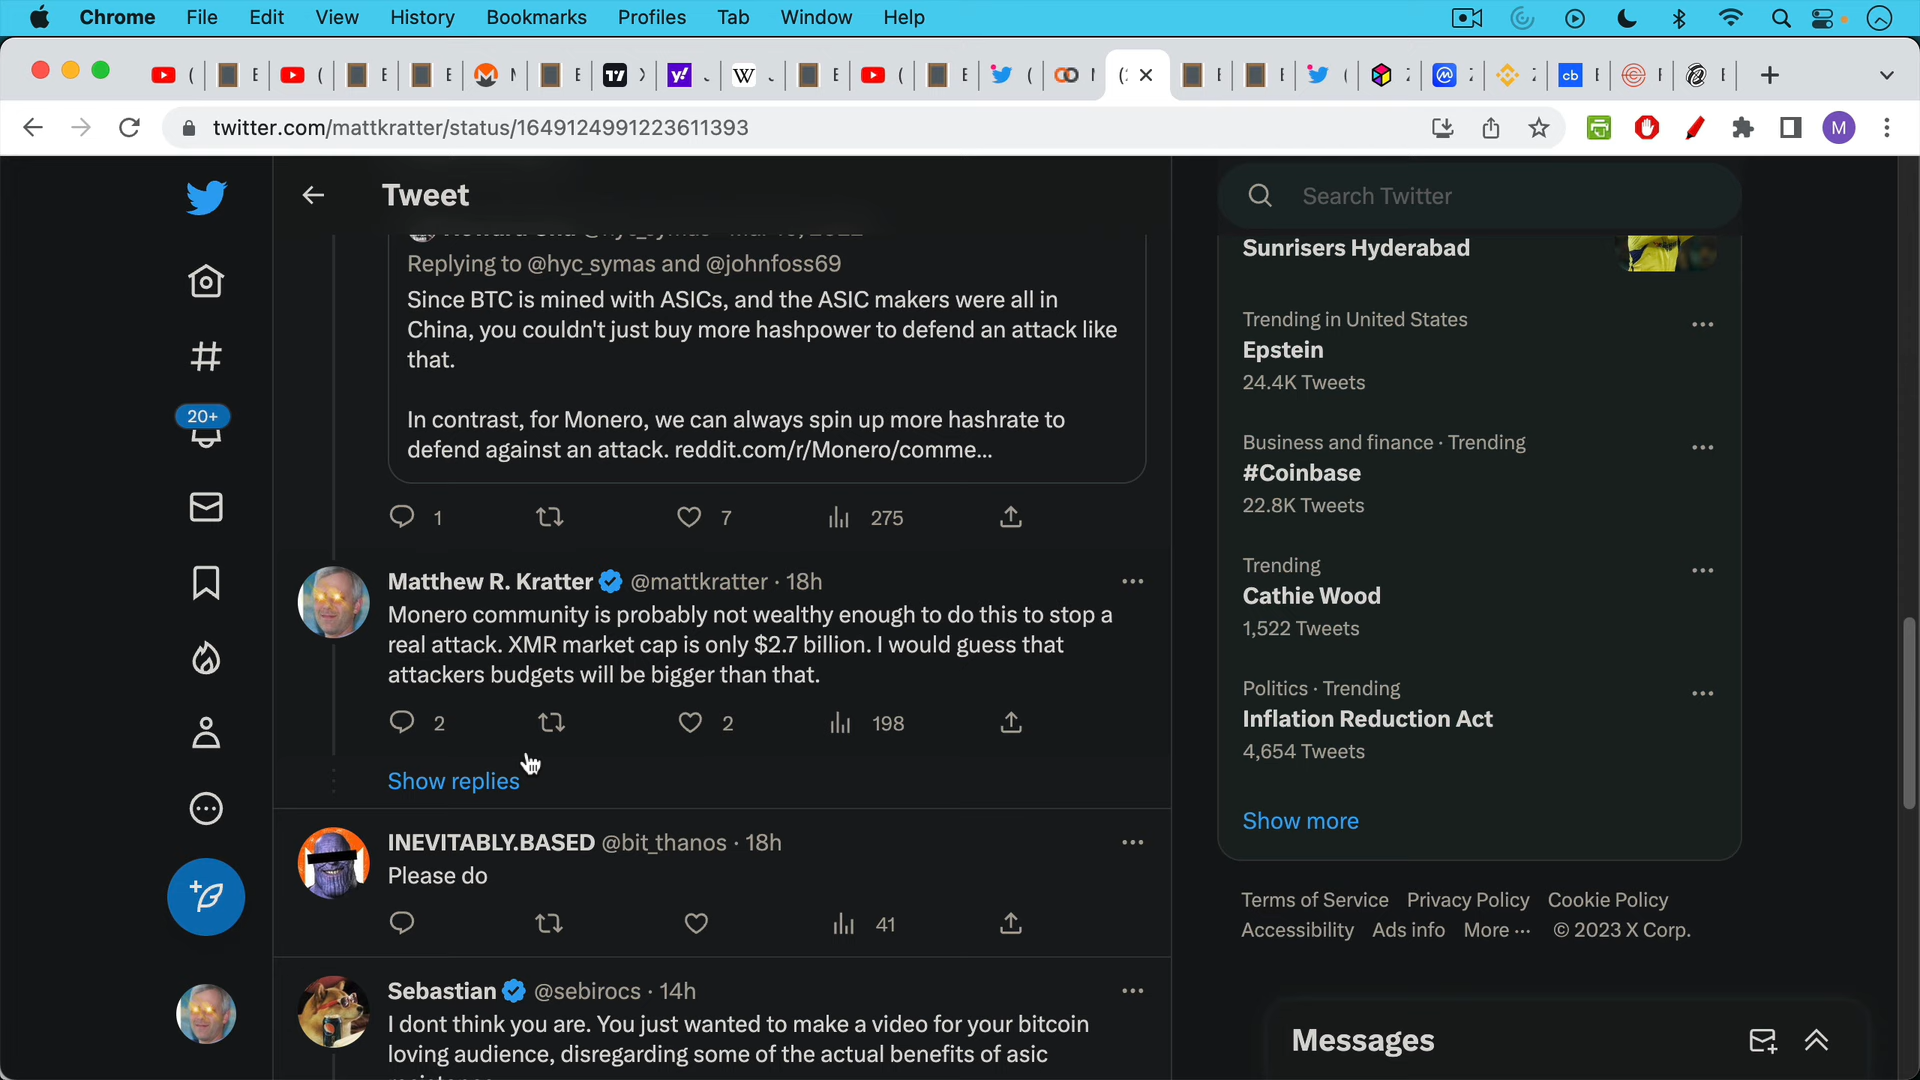 Chrome File Edit View History Bookmarks Profiles Tab Window Help
twitter.com/mattkratter/status/1649124991223611393
M
Tweet
Search Twitter
Replying to @hyc_symas and @johnfoss69
Since BTC is mined with ASICs, and the ASIC makers were all in
China, you couldn't just buy more hashpower to defend an attack like
that.
In contrast, for Monero, we can always spin up more hashrate to
defend against an attack. reddit.com/r/Monero/comme...
1 7 275
20+
Matthew R. Kratter @mattkratter · 18h
Monero community is probably not wealthy enough to do this to stop a
real attack. XMR market cap is only $2.7 billion. I would guess that
attackers budgets will be bigger than that.
2 2 198
Show replies
INEVITABLY.BASED @bit_thanos · 18h
Please do
41
Sebastian @sebirocs · 14h
I dont think you are. You just wanted to make a video for your bitcoin
loving audience, disregarding some of the actual benefits of asic
Sunrisers Hyderabad
Trending in United States
Epstein
24.4K Tweets
Business and finance · Trending
#Coinbase
22.8K Tweets
Trending
Cathie Wood
1,522 Tweets
Politics · Trending
Inflation Reduction Act
4,654 Tweets
Show more
Terms of Service Privacy Policy Cookie Policy
Accessibility Ads info More ··· © 2023 X Corp.
Messages